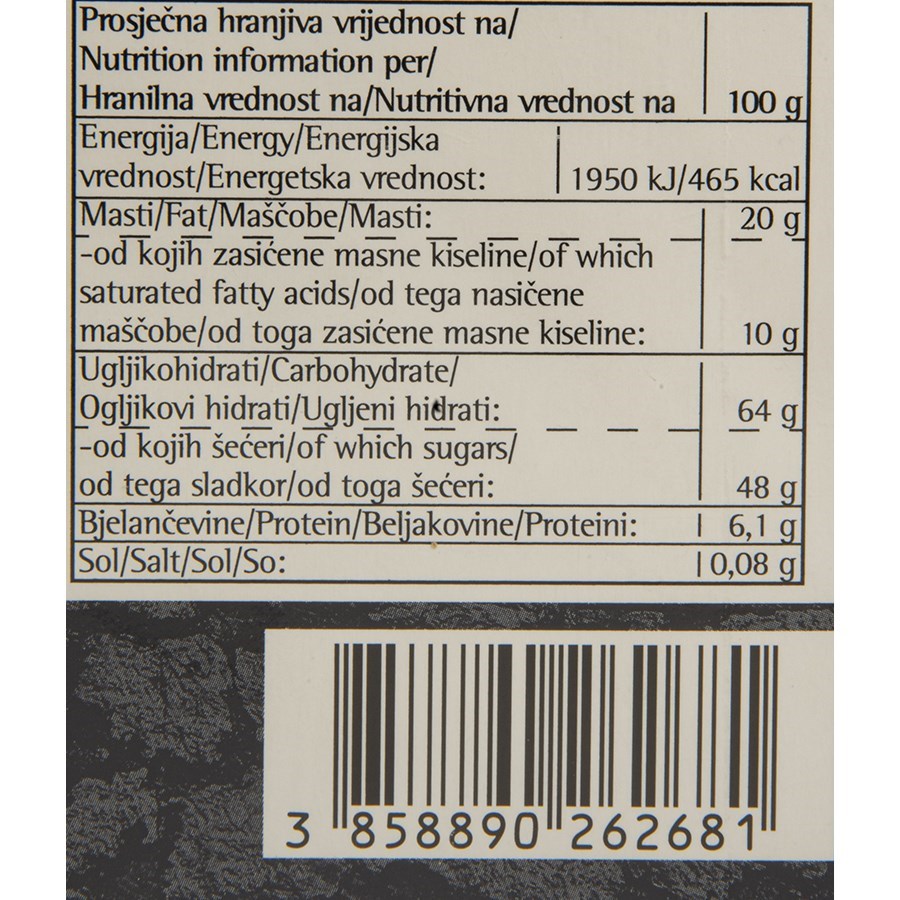 Prosječna hranjiva vrijednost na/
Nutrition information per/
Hranilna vrednost na/Nutritivna vrednost na 100 g
Energija/Energy/Energijska
vrednost/Energetska vrednost: 1950 kJ/465 kcal
Masti/Fat/Maščobe/Masti: 20 g
-od kojih zasićene masne kiseline/of which
saturated fatty acids/od tega nasičene
maščobe/od toga zasićene masne kiseline: 10 g
Ugljikohidrati/Carbohydrate/
Ogljikovi hidrati/Ugljeni hidrati: 64 g
-od kojih šećeri/of which sugars/
od tega sladkor/od toga šećeri: 48 g
Bjelančevine/Protein/Beljakovine/Proteini: 6,1 g
Sol/Salt/Sol/So: 0,08 g
3 858890 262681